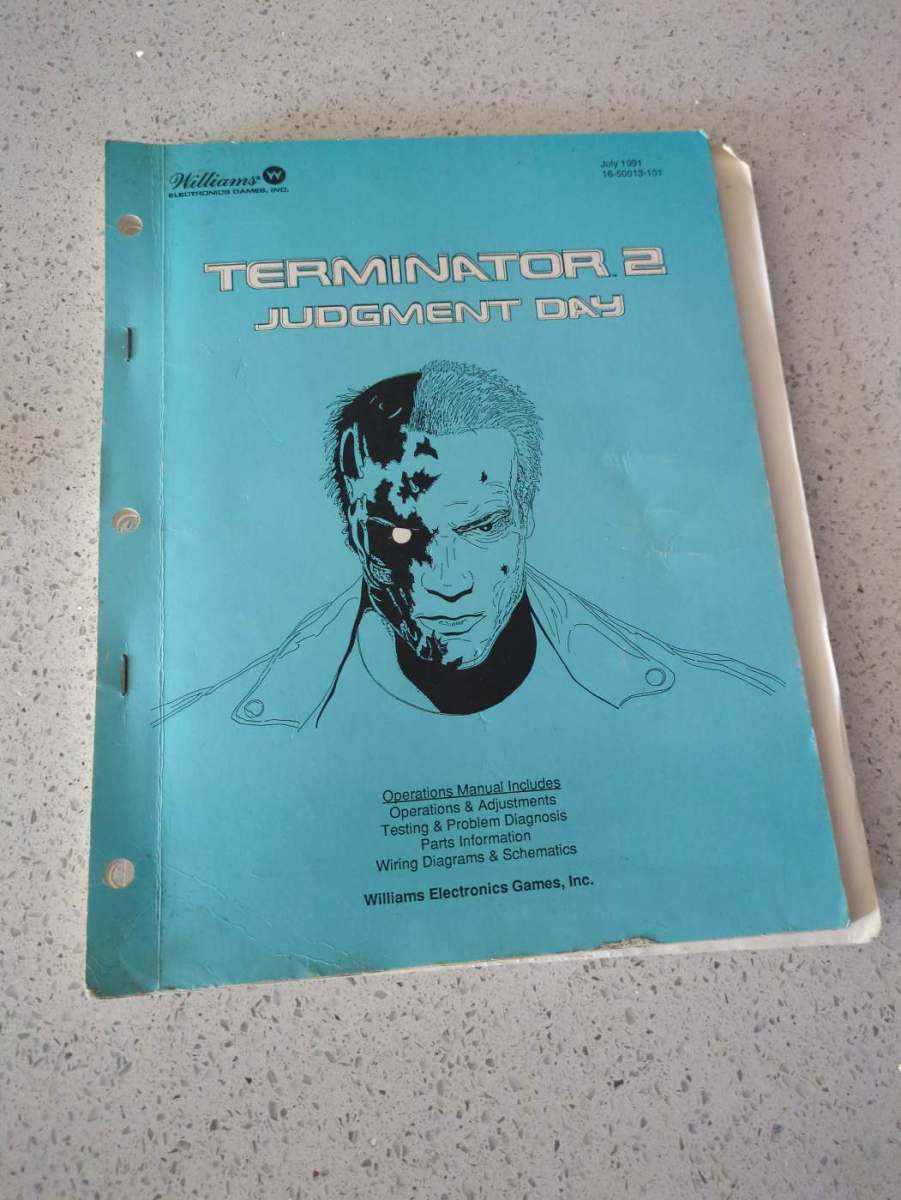 Williams®
ELECTRONICS GAMES, INC.
July 1991
16-50013-101
TERMINATOR™ 2
JUDGMENT DAY
Operations Manual Includes
Operations & Adjustments
Testing & Problem Diagnosis
Parts Information
Wiring Diagrams & Schematics
Williams Electronics Games, Inc.